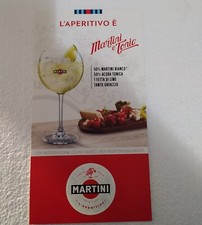 L'APERITIVO È
Martini
e Tonic
50% MARTINI BIANCO
50% ACQUA TONICA
1 FETTA DI LIME
TANTO GHIACCIO
MARTINI
MARTINI